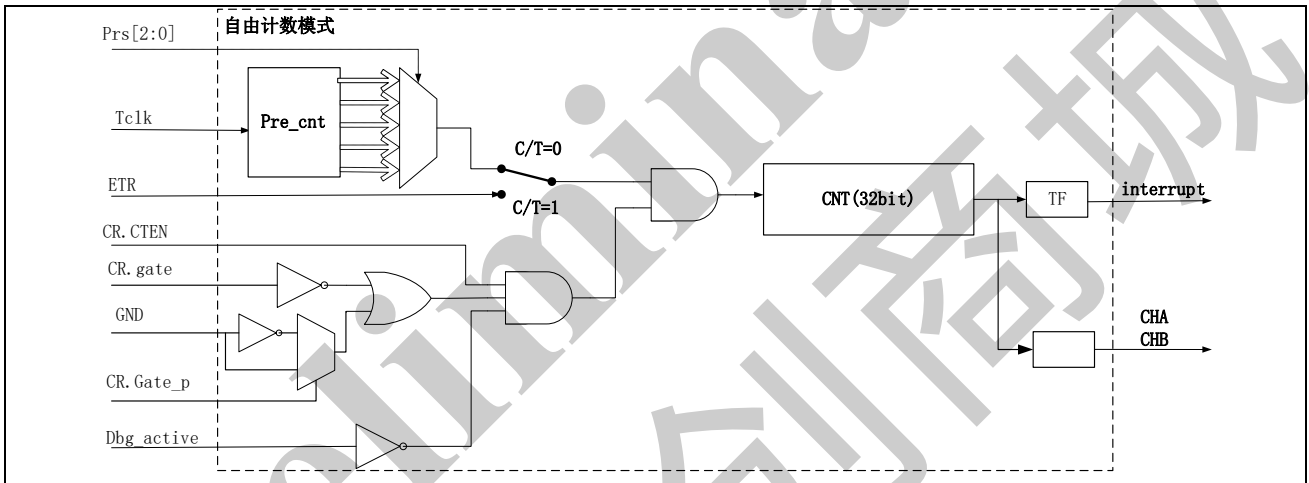 自由计数模式
Prs[2:0]
Tclk
Pre_cnt
C/T=0
ETR
C/T=1
CNT(32bit)
TF
interrupt
CR.CTEN
CR.gate
GND
CHA
CHB
CR.Gate_p
Dbg_active